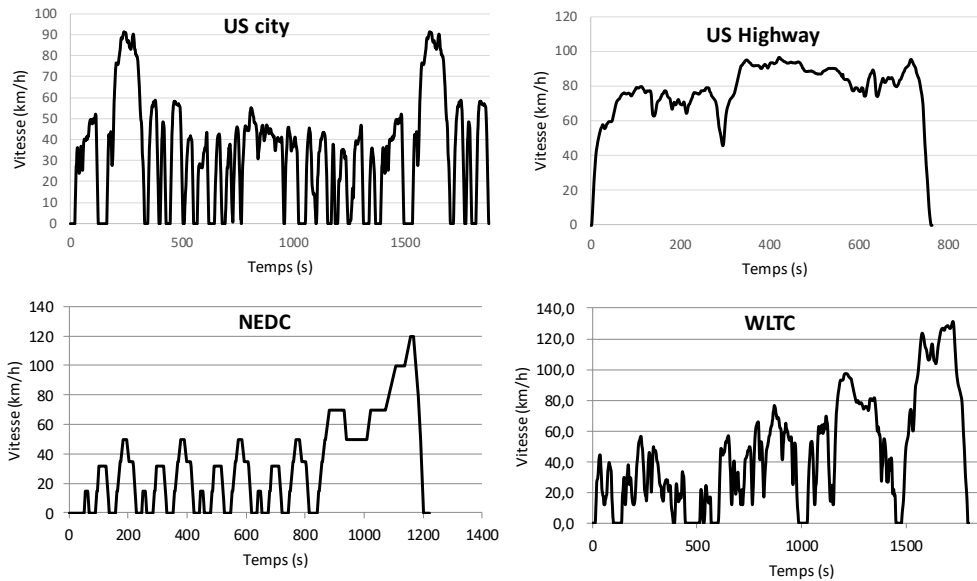 US city
Vitesse (km/h)
100
90
80
70
60
50
40
30
20
10
0
0 500 1000 1500
Temps (s)
US Highway
Vitesse (km/h)
120
100
80
60
40
20
0
0 200 400 600 800
Temps (s)
NEDC
Vitesse (km/h)
140
120
100
80
60
40
20
0
0 200 400 600 800 1000 1200 1400
Temps (s)
WLTC
Vitesse (km/h)
140,0
120,0
100,0
80,0
60,0
40,0
20,0
0,0
0 500 1000 1500
Temps (s)